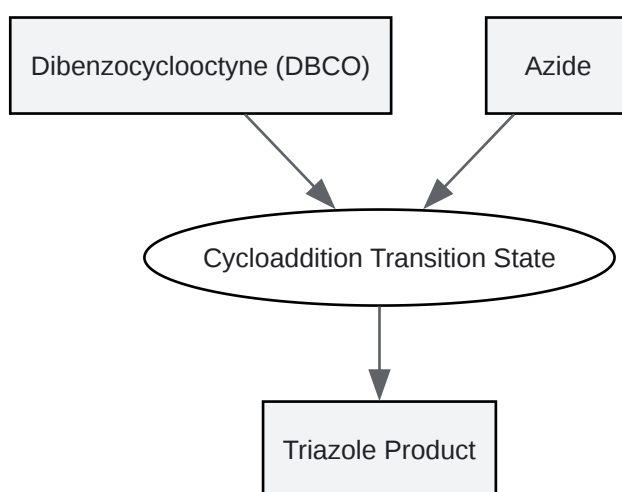 Dibenzocyclooctyne (DBCO)
Azide
Cycloaddition Transition State
Triazole Product